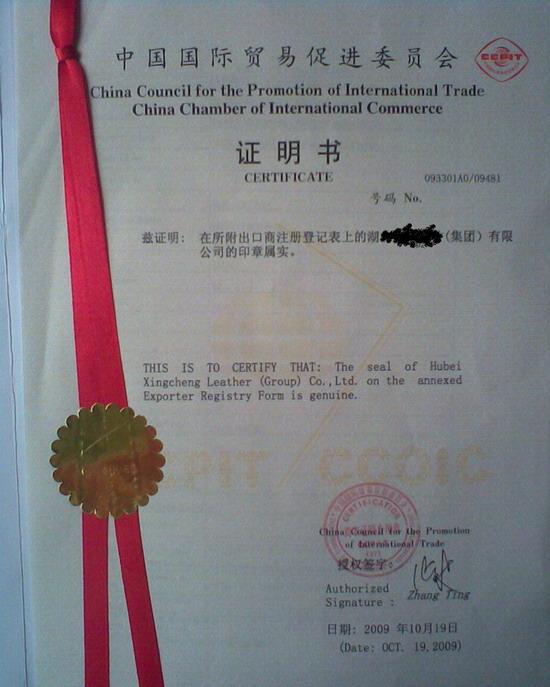 中国国际贸易促进委员会
CCPIT
China Council for the Promotion of International Trade
China Chamber of International Commerce
证明书
CERTIFICATE
093301A0/09481
号码 No.
兹证明: 在所附出口商注册登记表上的湖(集团)有限
公司的印章属实。
THIS IS TO CERTIFY THAT: The seal of Hubei
Xingcheng Leather (Group) Co.,Ltd. on the annexed
Exporter Registry Form is genuine.
CCPIT/CCOIC
CERTIFICATION
China Council for the Promotion
of International Trade
授权签字:
Authorized
Signature :
Zhang Ting
日期: 2009 年10月19日
(Date: OCT. 19,2009)